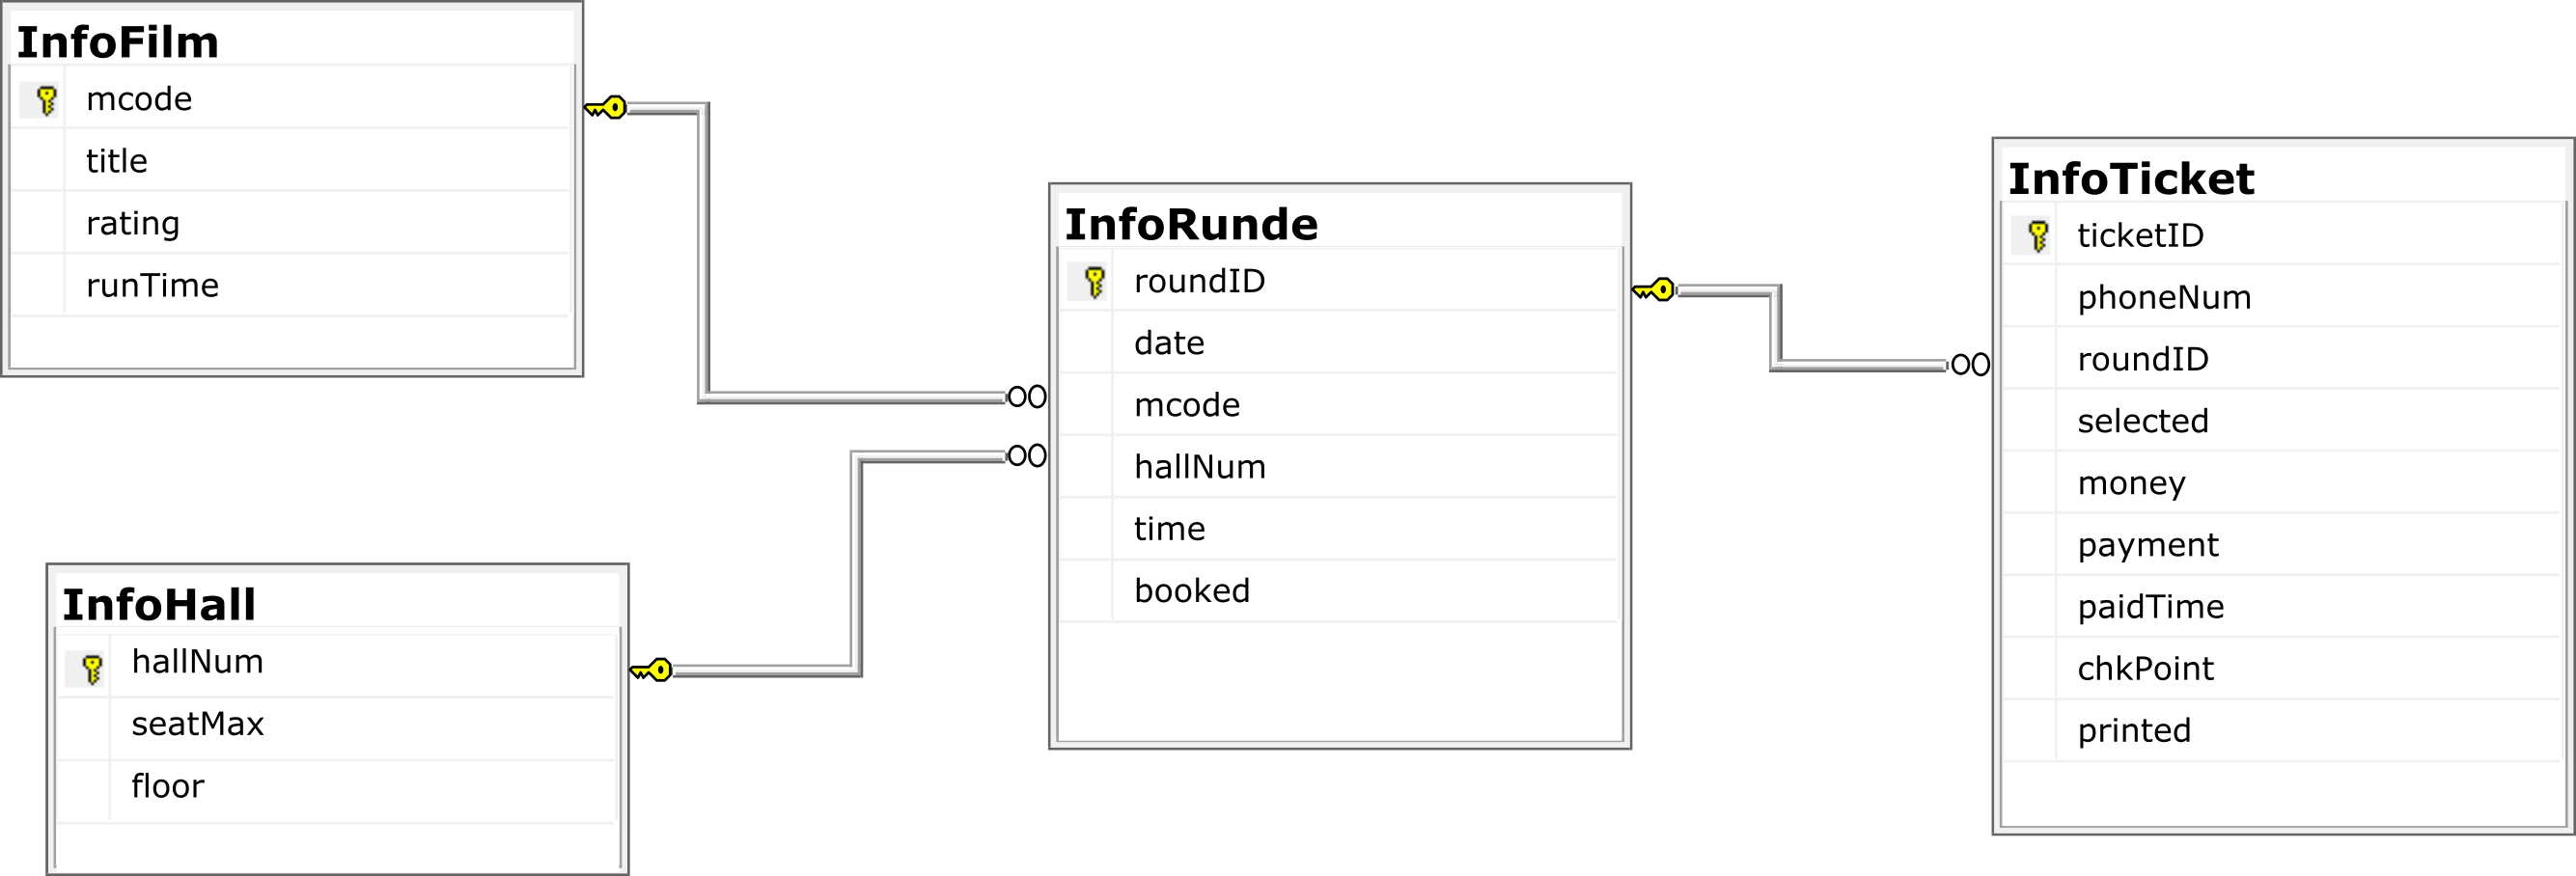 InfoFilm
mcode
title
rating
runTime
InfoHall
hallNum
seatMax
floor
InfoRunde
roundID
date
mcode
hallNum
time
booked
InfoTicket
ticketID
phoneNum
roundID
selected
money
payment
paidTime
chkPoint
printed